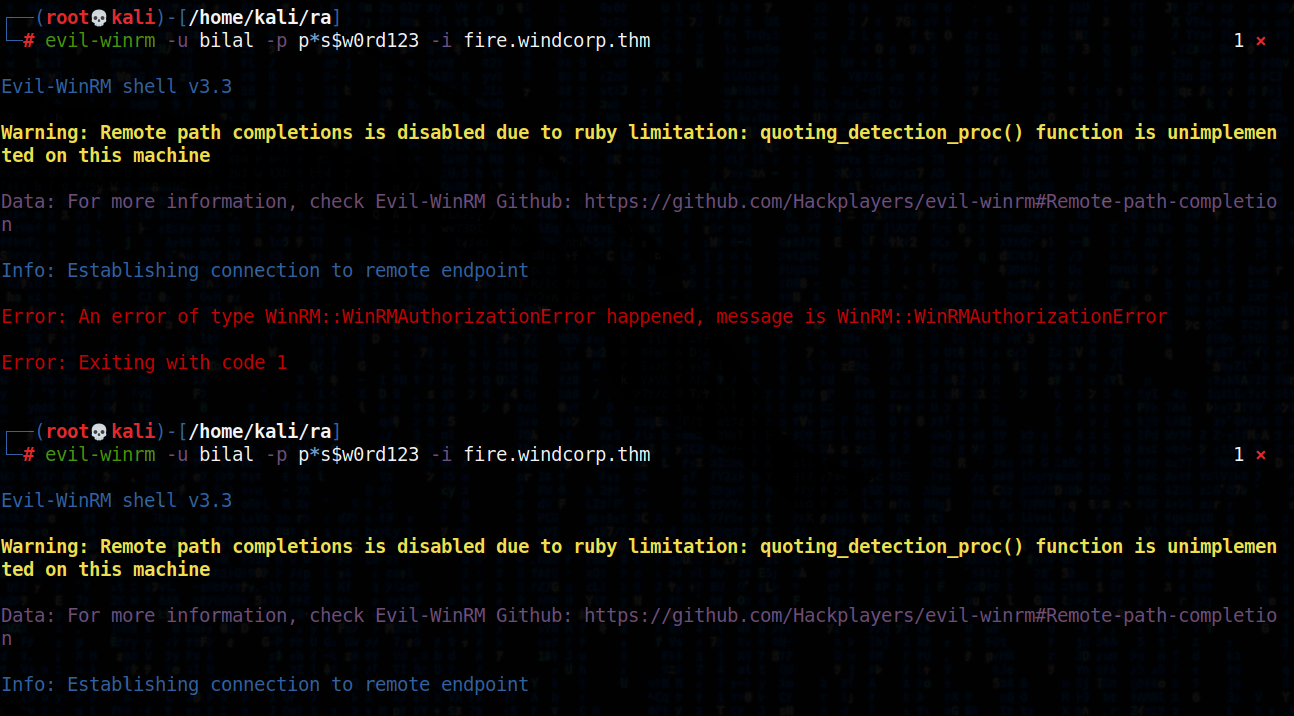 ┌──(root💀kali)-[/home/kali/ra]
└─# evil-winrm -u bilal -p p*s$w0rd123 -i fire.windcorp.thm 1 ⨯
Evil-WinRM shell v3.3
Warning: Remote path completions is disabled due to ruby limitation: quoting_detection_proc() function is unimplemen
ted on this machine
Data: For more information, check Evil-WinRM Github: https://github.com/Hackplayers/evil-winrm#Remote-path-completio
n
Info: Establishing connection to remote endpoint
Error: An error of type WinRM::WinRMAuthorizationError happened, message is WinRM::WinRMAuthorizationError
Error: Exiting with code 1
┌──(root💀kali)-[/home/kali/ra]
└─# evil-winrm -u bilal -p p*s$w0rd123 -i fire.windcorp.thm 1 ⨯
Evil-WinRM shell v3.3
Warning: Remote path completions is disabled due to ruby limitation: quoting_detection_proc() function is unimplemen
ted on this machine
Data: For more information, check Evil-WinRM Github: https://github.com/Hackplayers/evil-winrm#Remote-path-completio
n
Info: Establishing connection to remote endpoint